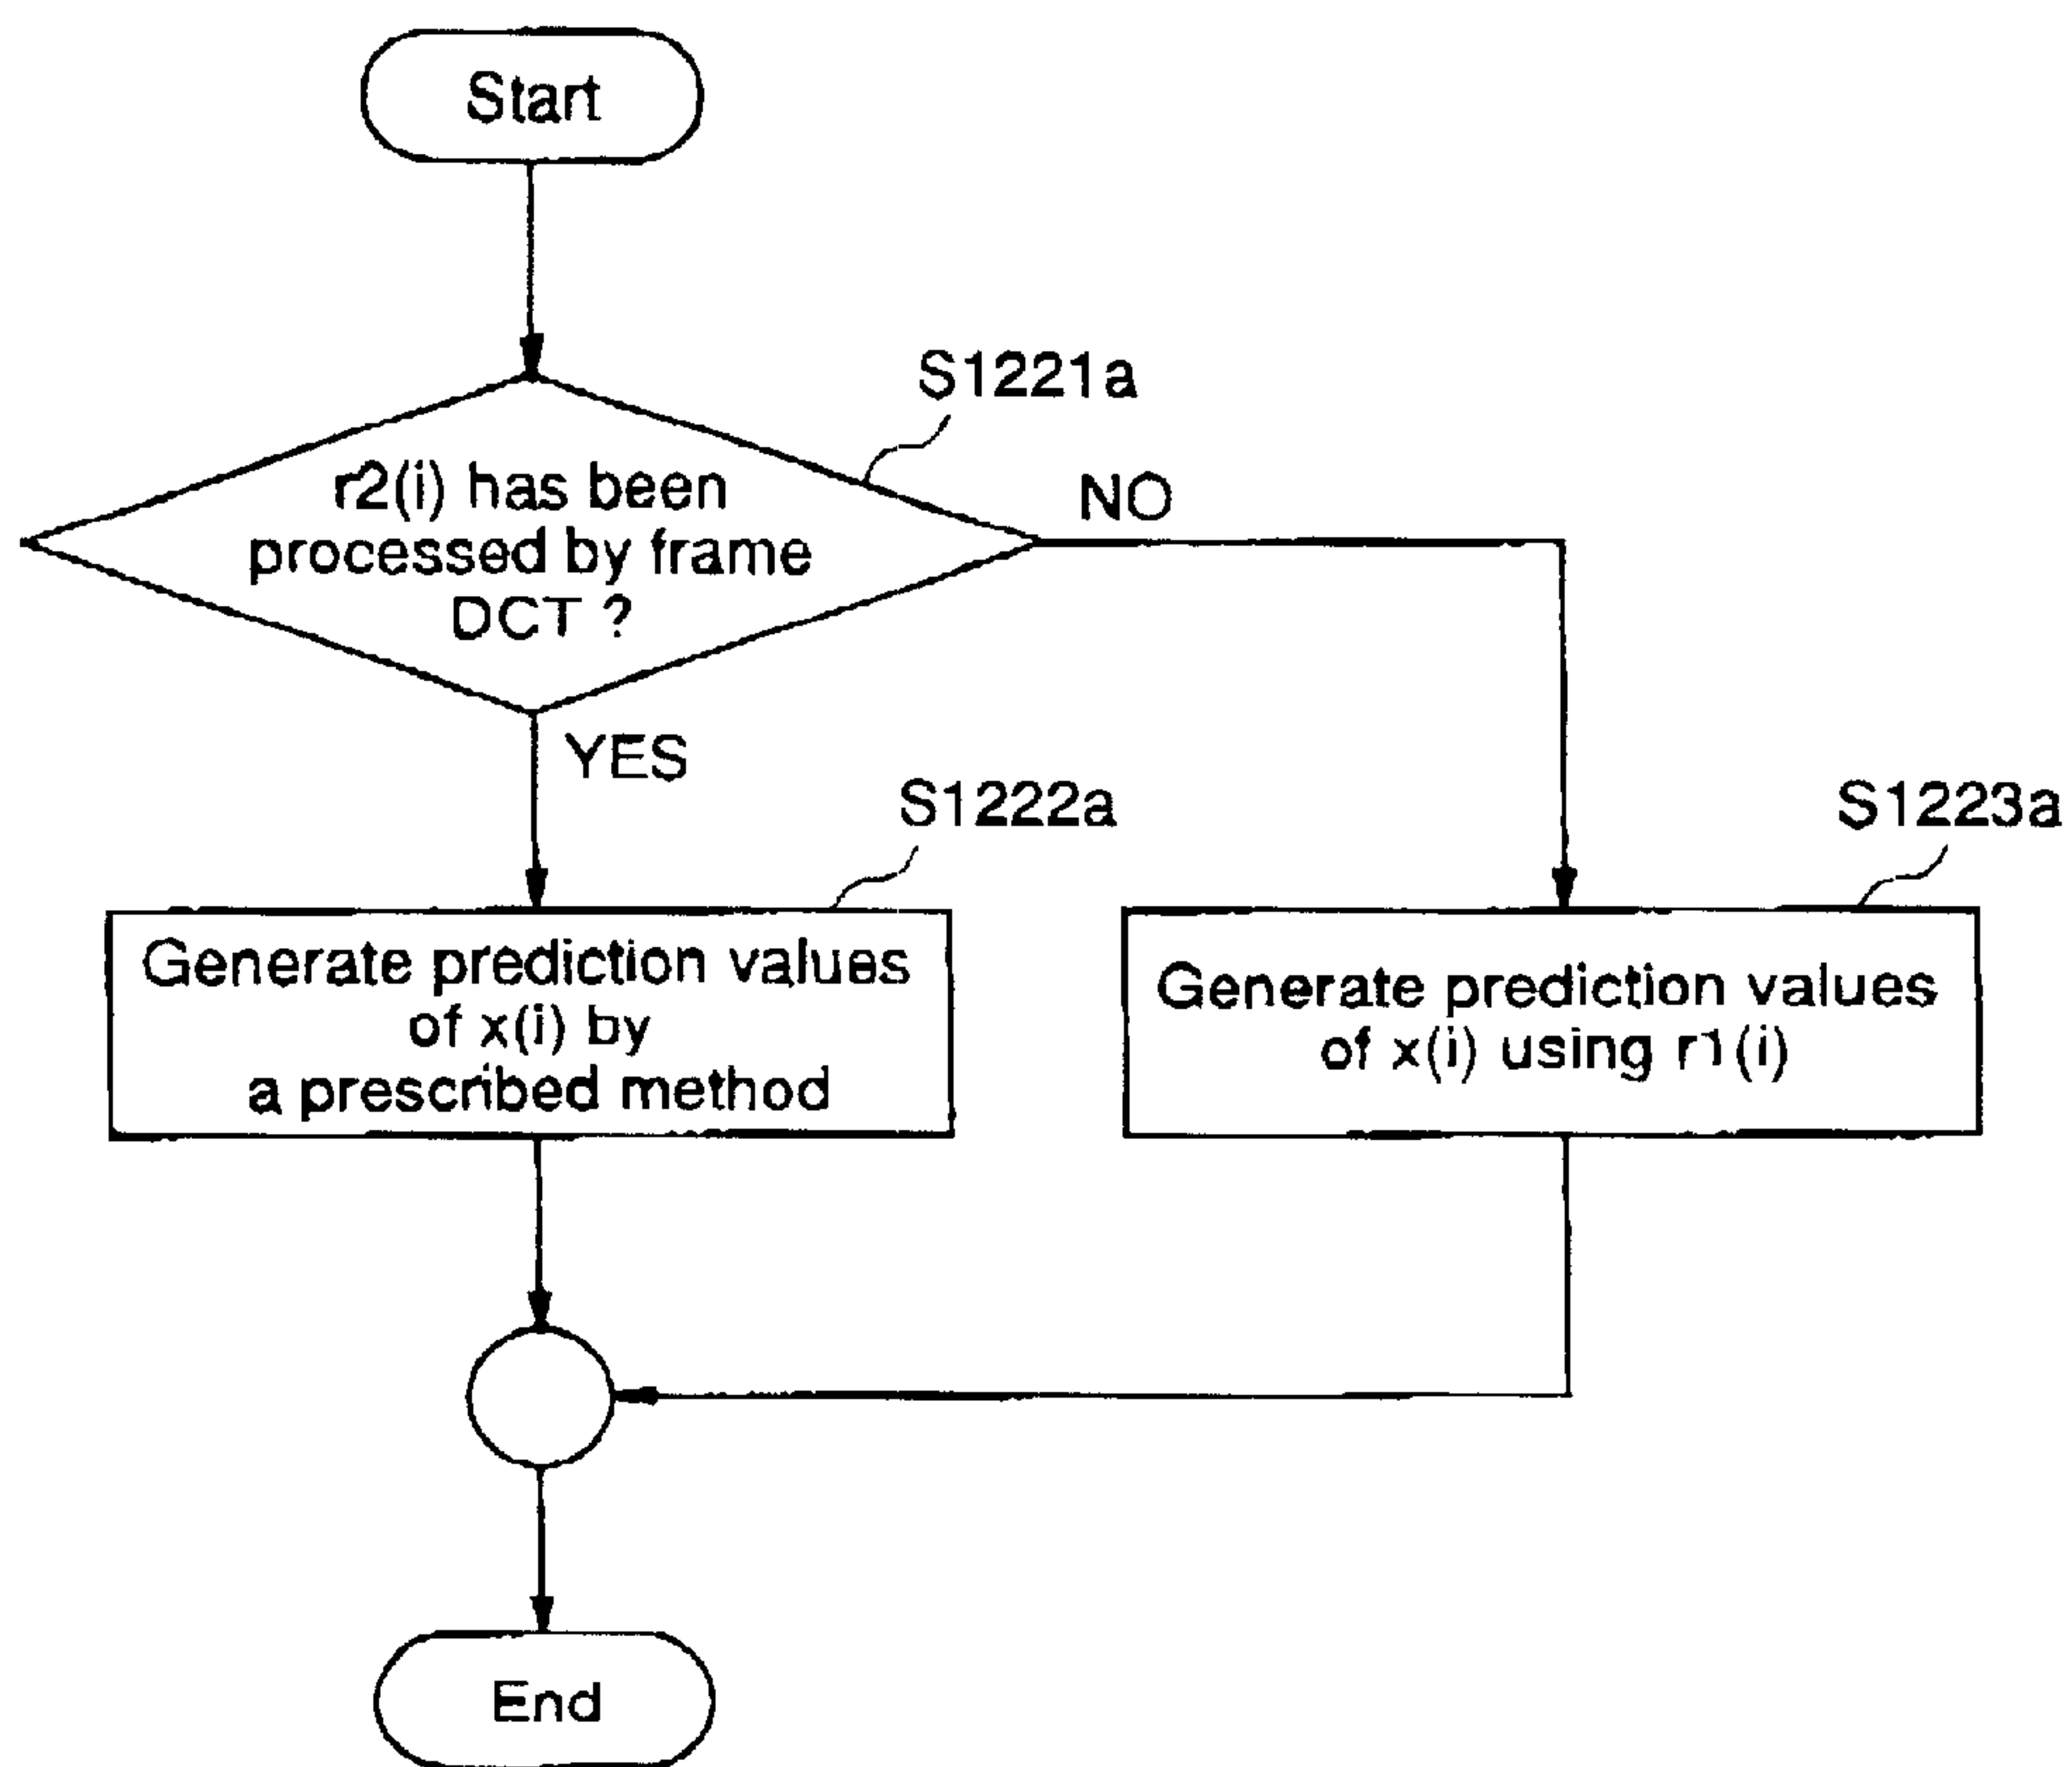 Start
S1221a
r2(i) has been
processed by frame
DCT ?
NO
YES
S1222a
S1223a
Generate prediction values
of x(i) by
a prescribed method
Generate prediction values
of x(i) using r1(i)
End